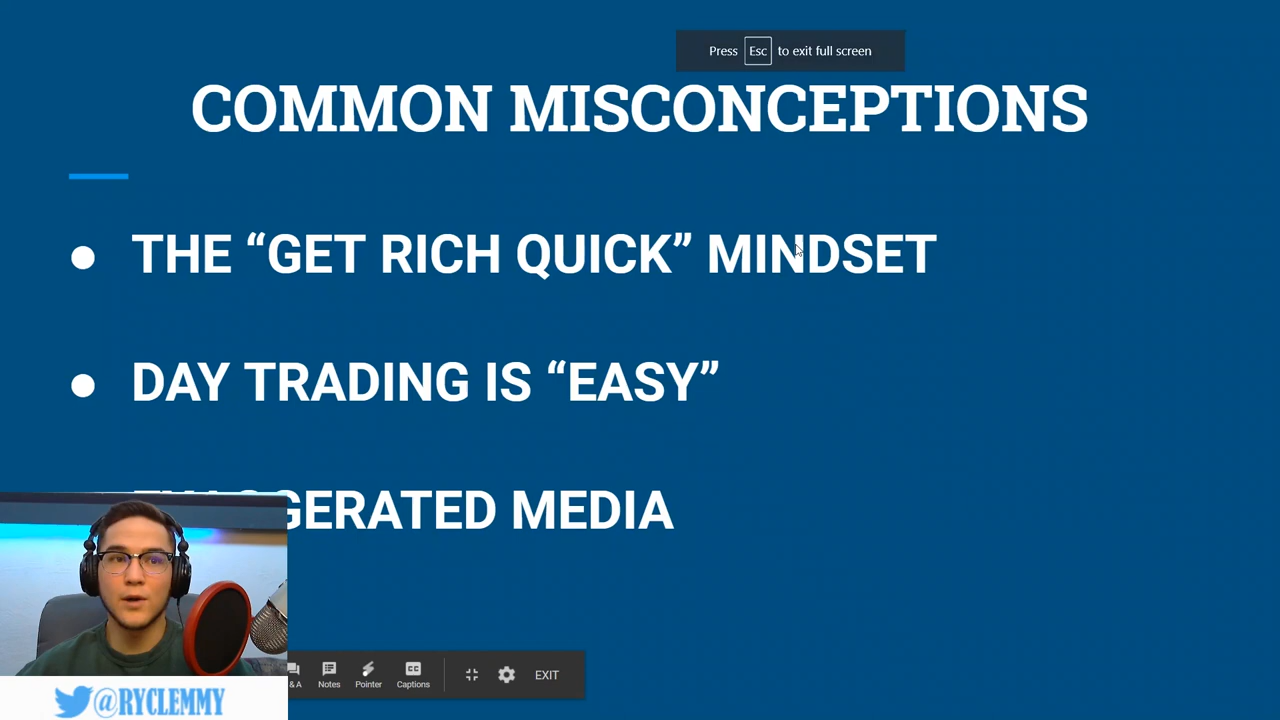 Press Esc to exit full screen
COMMON MISCONCEPTIONS
● THE “GET RICH QUICK” MINDSET
● DAY TRADING IS “EASY”
MEDIA
& A Notes Pointer Captions EXIT
@RYCLEMMY